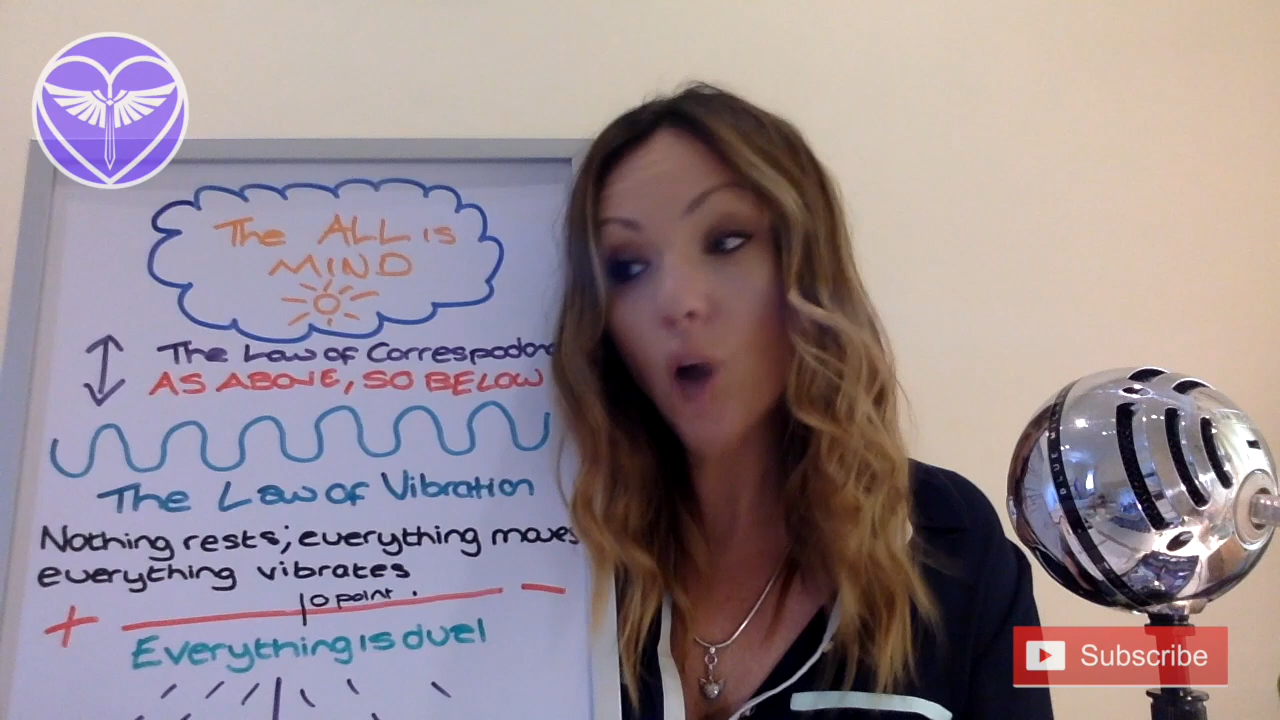 The ALL is
MIND
The Law of Correspodonc
AS ABOVE, SO BELOW
The Law of Vibration
Nothing rests; everything moves
everything vibrates
+ −
0 point.
Everything is duel
BLUE
Subscribe